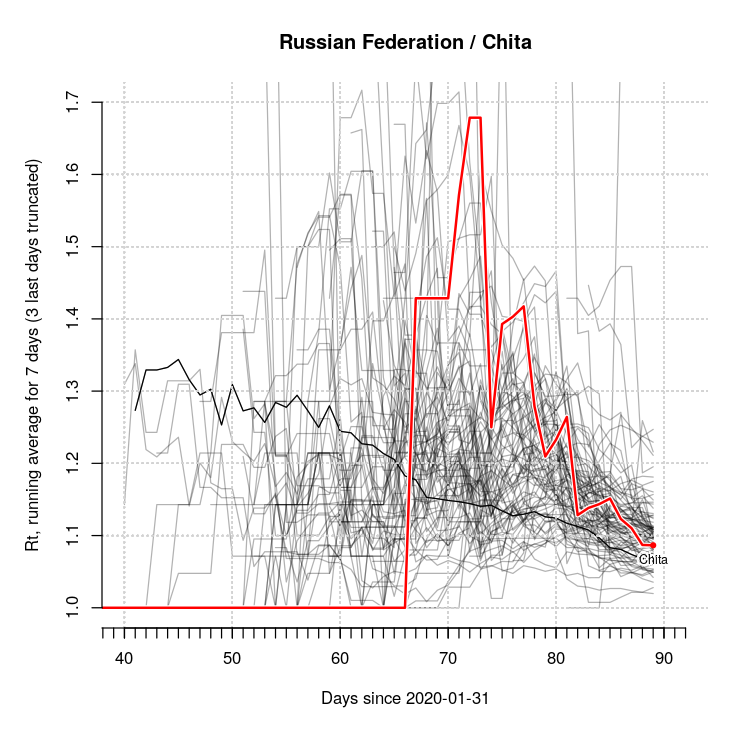 Russian Federation / Chita
Rt, running average for 7 days (3 last days truncated)
1.7
1.6
1.5
1.4
1.3
1.2
1.1
1.0
Chita
40 50 60 70 80 90
Days since 2020-01-31